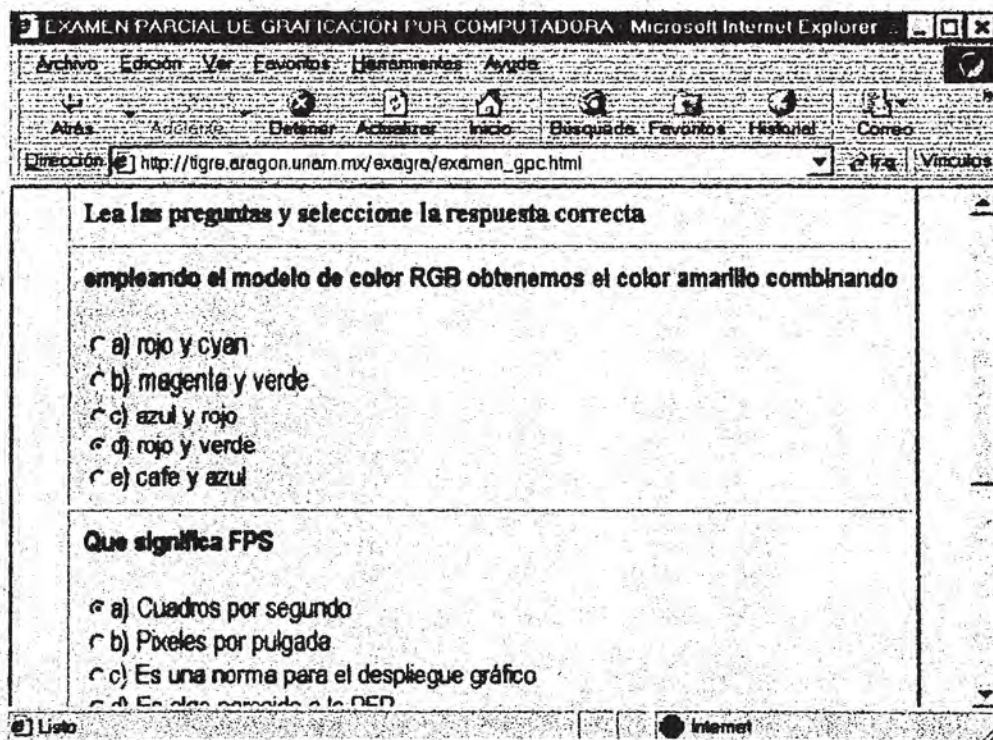 EXAMEN PARCIAL DE GRAFICACIÓN POR COMPUTADORA - Microsoft Internet Explorer ...
Archivo Edición Ver Favoritos Herramientas Ayuda
Atrás Adelante Detener Actualizar Inicio Búsqueda Favoritos Historial Correo
Dirección http://tigre.aragon.unam.mx/exagra/examen_gpc.html Ir a Vínculos
Lea las preguntas y seleccione la respuesta correcta
empleando el modelo de color RGB obtenemos el color amarillo combinando
a) rojo y cyan
b) magenta y verde
c) azul y rojo
d) rojo y verde
e) cafe y azul
Que significa FPS
a) Cuadros por segundo
b) Pixeles por pulgada
c) Es una norma para el despliegue gráfico
d) Es algo parecido a la
Listo Internet